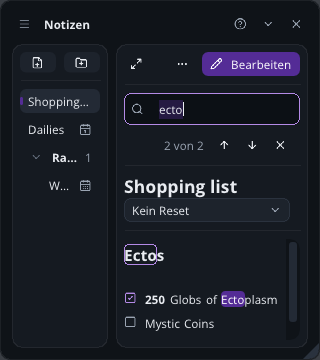 Notizen
Shopping...
Dailies
Ra... 1
W...
Bearbeiten
ecto
2 von 2
Shopping list
Kein Reset
Ectos
250 Globs of Ectoplasm
Mystic Coins